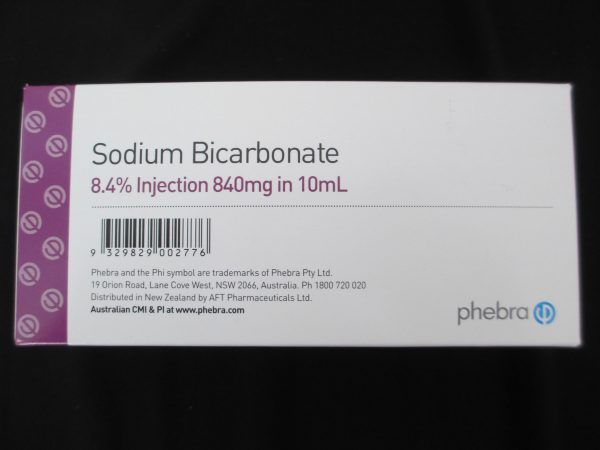 Sodium Bicarbonate
8.4% Injection 840mg in 10mL
9 329829 002776
Phebra and the Phi symbol are trademarks of Phebra Pty Ltd.
19 Orion Road, Lane Cove West, NSW 2066, Australia. Ph 1800 720 020
Distributed in New Zealand by AFT Pharmaceuticals Ltd.
Australian CMI & PI at www.phebra.com
phebra